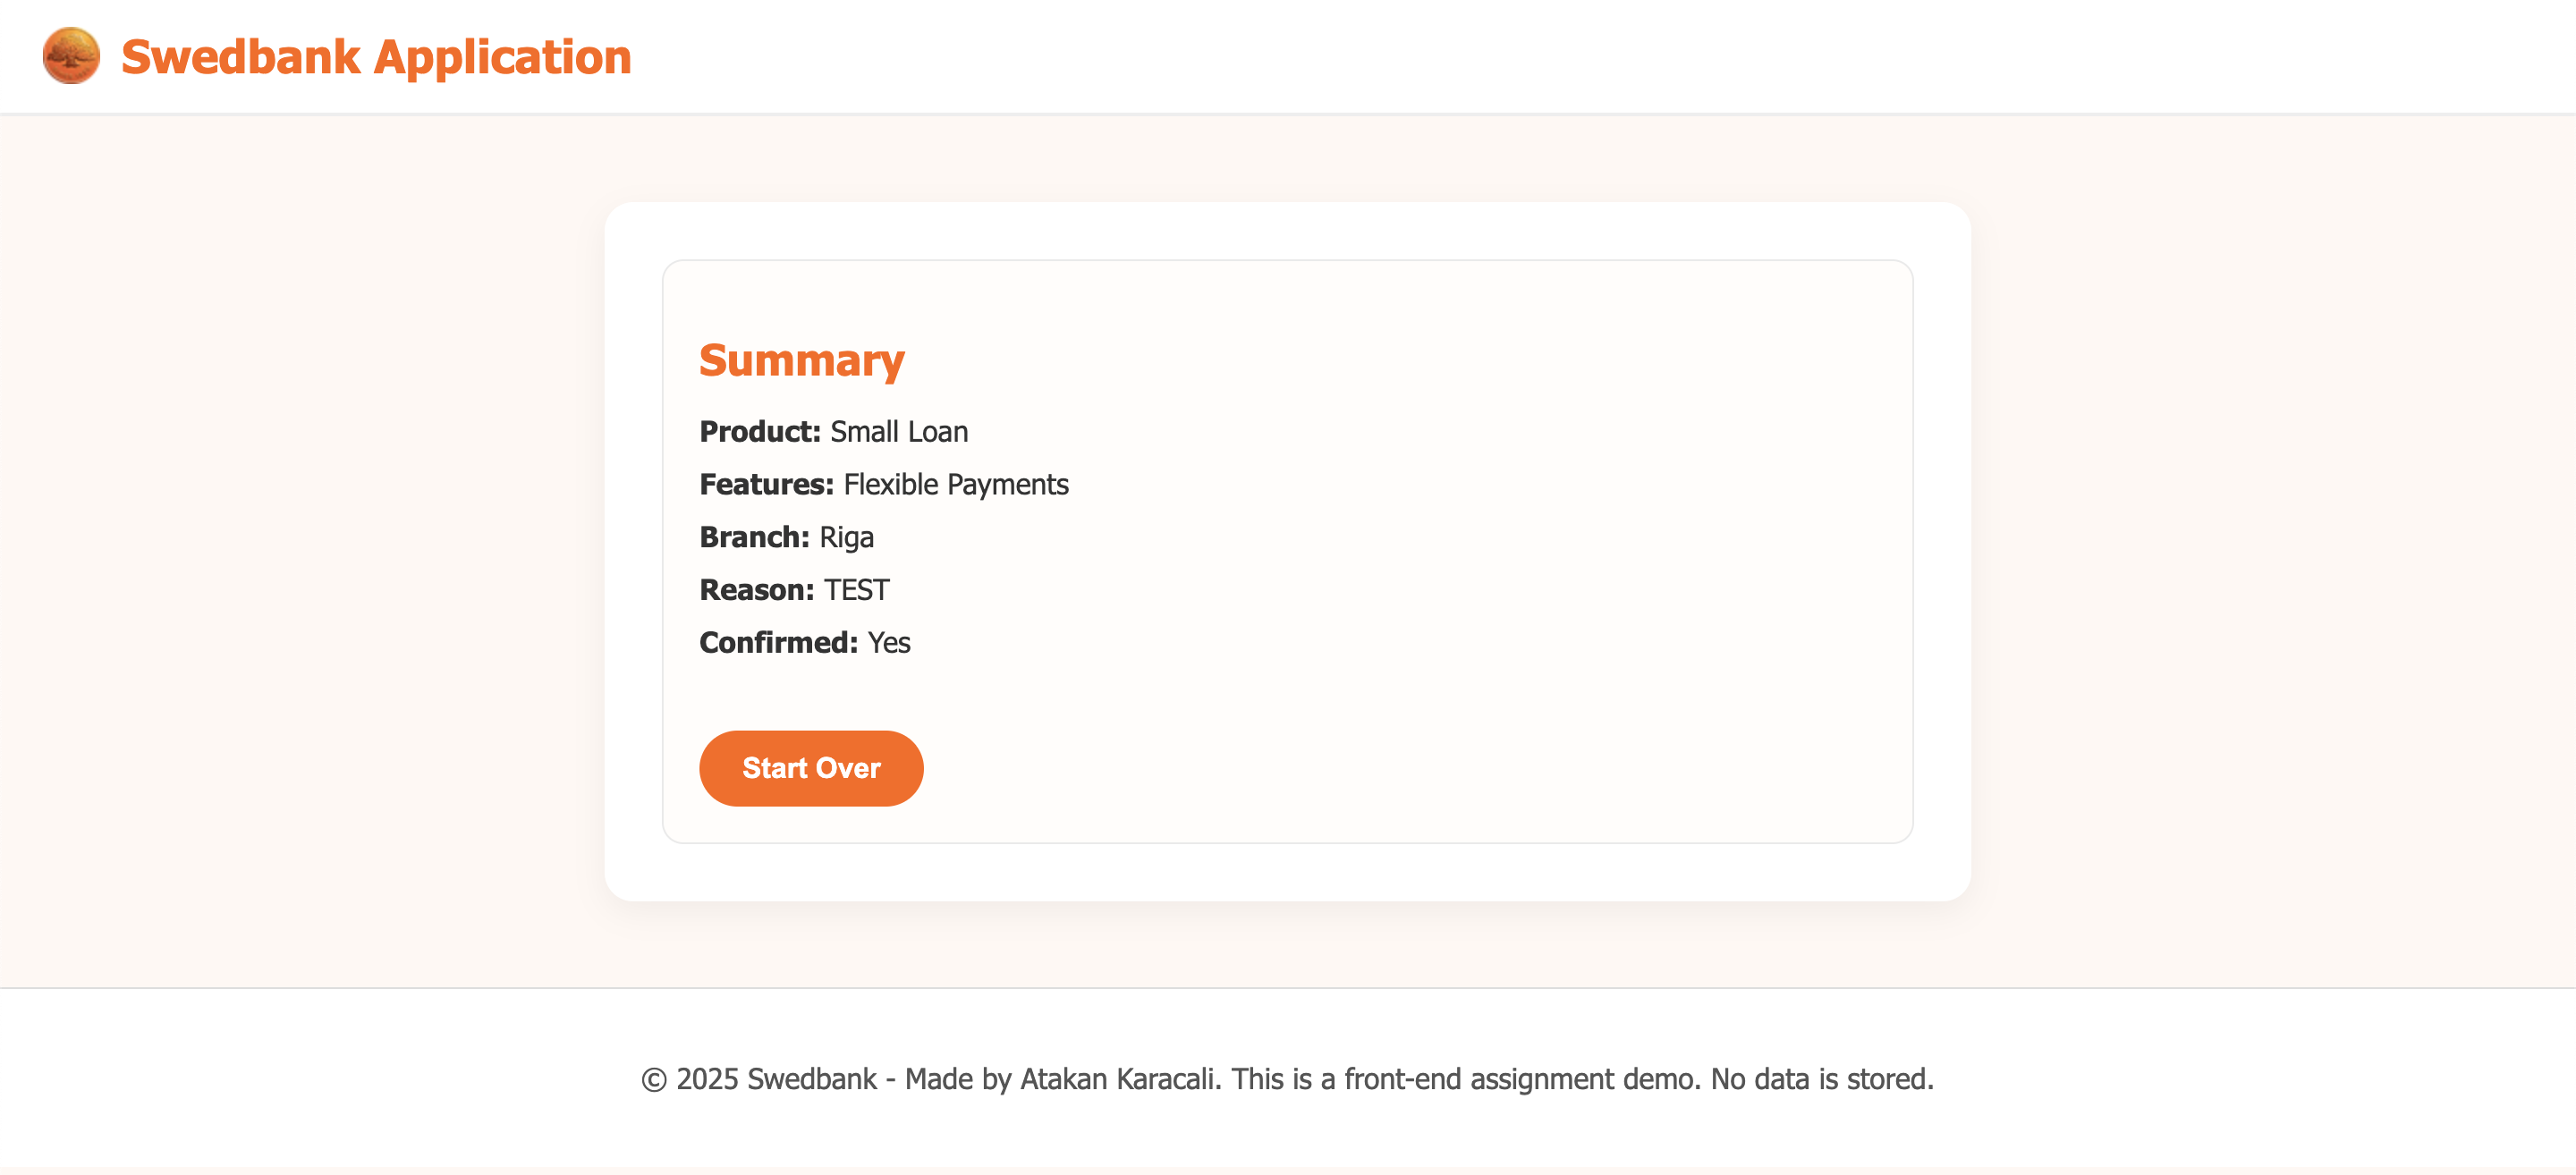 Swedbank Application
Summary
Product: Small Loan
Features: Flexible Payments
Branch: Riga
Reason: TEST
Confirmed: Yes
Start Over
© 2025 Swedbank - Made by Atakan Karacali. This is a front-end assignment demo. No data is stored.